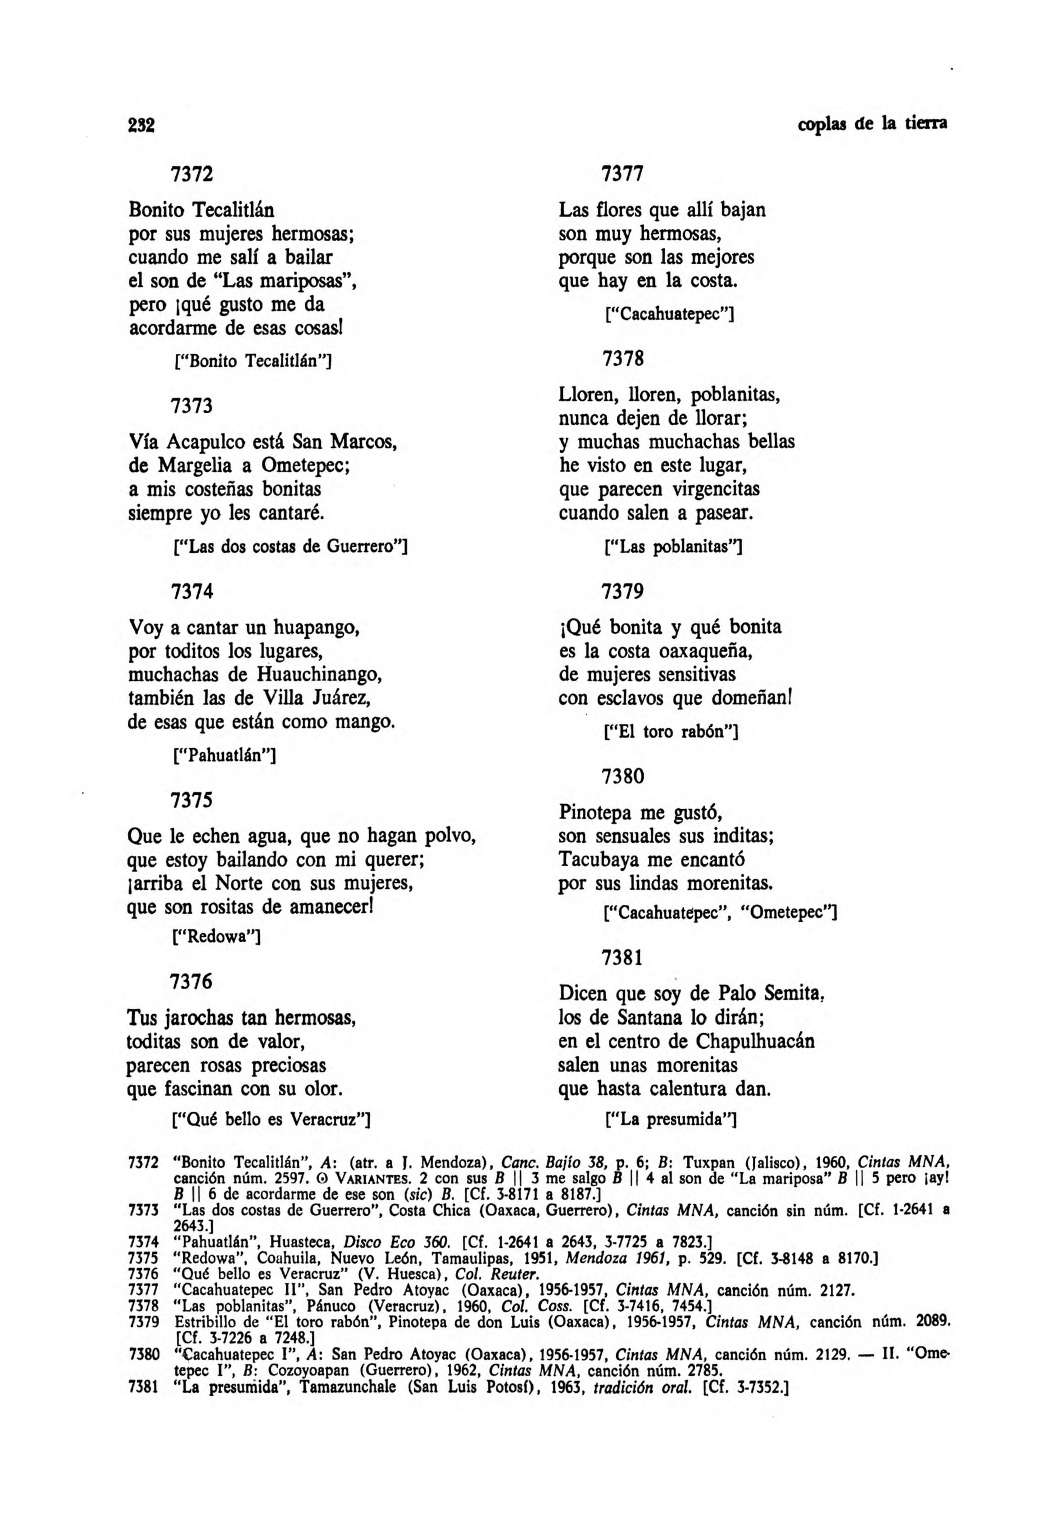 232
coplas de la tierra
7372
Bonito Tecalitlán
por sus mujeres hermosas;
cuando me salí a bailar
el son de “Las mariposas”,
pero ¡qué gusto me da
acordarme de esas cosas!
[“Bonito Tecalitlán”]
7373
Vía Acapulco está San Marcos,
de Margelia a Ometepec;
a mis costeñas bonitas
siempre yo les cantaré.
[“Las dos costas de Guerrero”]
7374
Voy a cantar un huapango,
por toditos los lugares,
muchachas de Huauchinango,
también las de Villa Juárez,
de esas que están como mango.
[“Pahuatlán”]
7375
Que le echen agua, que no hagan polvo,
que estoy bailando con mi querer;
¡arriba el Norte con sus mujeres,
que son rositas de amanecer!
[“Redowa”]
7376
Tus jarochas tan hermosas,
toditas son de valor,
parecen rosas preciosas
que fascinan con su olor.
[“Qué bello es Veracruz”]
7377
Las flores que allí bajan
son muy hermosas,
porque son las mejores
que hay en la costa.
[“Cacahuatepec”]
7378
Lloren, lloren, poblanitas,
nunca dejen de llorar;
y muchas muchachas bellas
he visto en este lugar,
que parecen virgencitas
cuando salen a pasear.
[“Las poblanitas”]
7379
¡Qué bonita y qué bonita
es la costa oaxaqueña,
de mujeres sensitivas
con esclavos que domeñan!
[“El toro rabón”]
7380
Pinotepa me gustó,
son sensuales sus inditas;
Tacubaya me encantó
por sus lindas morenitas.
[“Cacahuatepec”, “Ometepec”]
7381
Dicen que soy de Palo Semita,
los de Santana lo dirán;
en el centro de Chapulhuacán
salen unas morenitas
que hasta calentura dan.
[“La presumida”]
7372 “Bonito Tecalitlán”, A: (atr. a J. Mendoza), Canc. Bajío 38, p. 6; B: Tuxpan (Jalisco), 1960, Cintas MNA,
canción núm. 2597. ⊙ VARIANTES. 2 con sus B || 3 me salgo B || 4 al son de “La mariposa” B || 5 pero ¡ay!
B || 6 de acordarme de ese son (sic) B. [Cf. 3-8171 a 8187.]
7373 “Las dos costas de Guerrero”, Costa Chica (Oaxaca, Guerrero), Cintas MNA, canción sin núm. [Cf. 1-2641 a
2643.]
7374 “Pahuatlán”, Huasteca, Disco Eco 360. [Cf. 1-2641 a 2643, 3-7725 a 7823.]
7375 “Redowa”, Coahuila, Nuevo León, Tamaulipas, 1951, Mendoza 1961, p. 529. [Cf. 3-8148 a 8170.]
7376 “Qué bello es Veracruz” (V. Huesca), Col. Reuter.
7377 “Cacahuatepec II”, San Pedro Atoyac (Oaxaca), 1956-1957, Cintas MNA, canción núm. 2127.
7378 “Las poblanitas”, Pánuco (Veracruz), 1960, Col. Coss. [Cf. 3-7416, 7454.]
7379 Estribillo de “El toro rabón”, Pinotepa de don Luis (Oaxaca), 1956-1957, Cintas MNA, canción núm. 2089.
[Cf. 3-7226 a 7248.]
7380 “Cacahuatepec I”, A: San Pedro Atoyac (Oaxaca), 1956-1957, Cintas MNA, canción núm. 2129. — II. “Ome-
tepec I”, B: Cozoyoapan (Guerrero), 1962, Cintas MNA, canción núm. 2785.
7381 “La presumida”, Tamazunchale (San Luis Potosí), 1963, tradición oral. [Cf. 3-7352.]